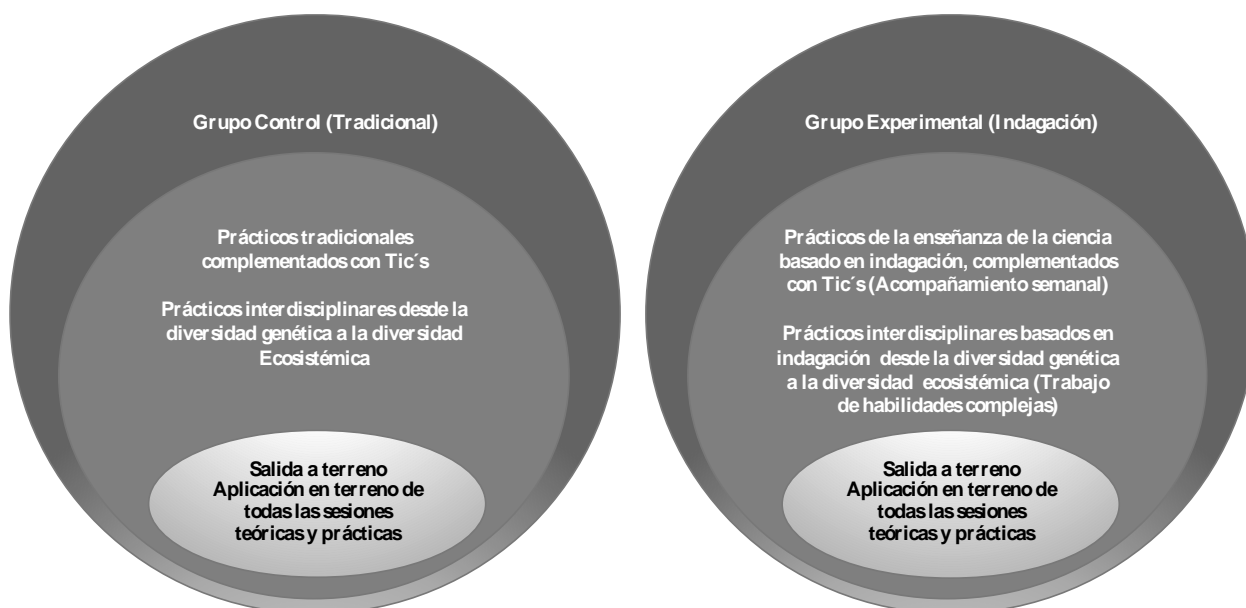 Grupo Control (Tradicional)
Prácticos tradicionales
complementados con Tic´s
Prácticos interdisciplinares desde la
diversidad genética a la diversidad
Ecosistémica
Salida a terreno
Aplicación en terreno de
todas las sesiones
teóricas y prácticas
Grupo Experimental (Indagación)
Prácticos de la enseñanza de la ciencia
basado en indagación, complementados
con Tic´s (Acompañamiento semanal)
Prácticos interdisciplinares basados en
indagación desde la diversidad genética
a la diversidad ecosistémica (Trabajo
de habilidades complejas)
Salida a terreno
Aplicación en terreno de
todas las sesiones
teóricas y prácticas